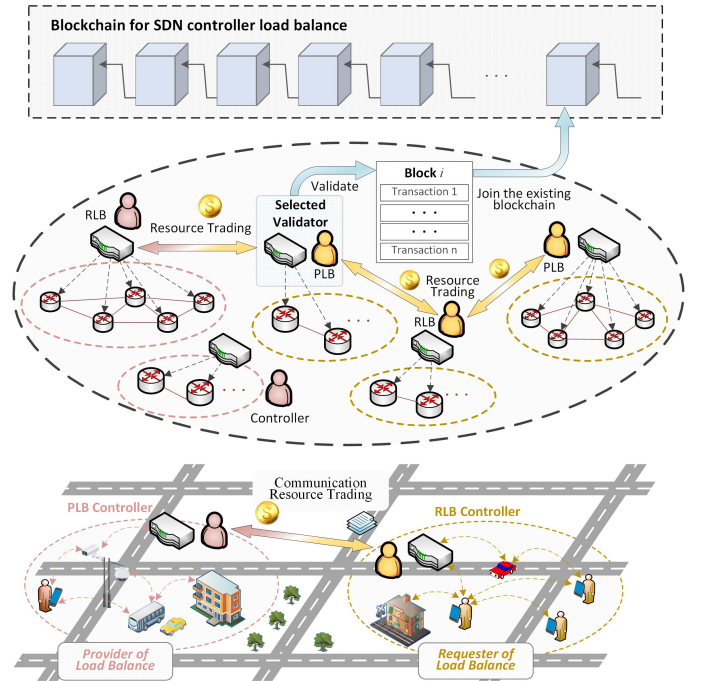 Blockchain for SDN controller load balance
. . .
Validate
Block i
Transaction 1
. . .
. . .
Transaction n
Join the existing
blockchain
RLB
Resource Trading
Selected
Validator
PLB
PLB
Resource
Trading
RLB
Controller
Communication
Resource Trading
PLB Controller
RLB Controller
Provider of
Load Balance
Requester of
Load Balance